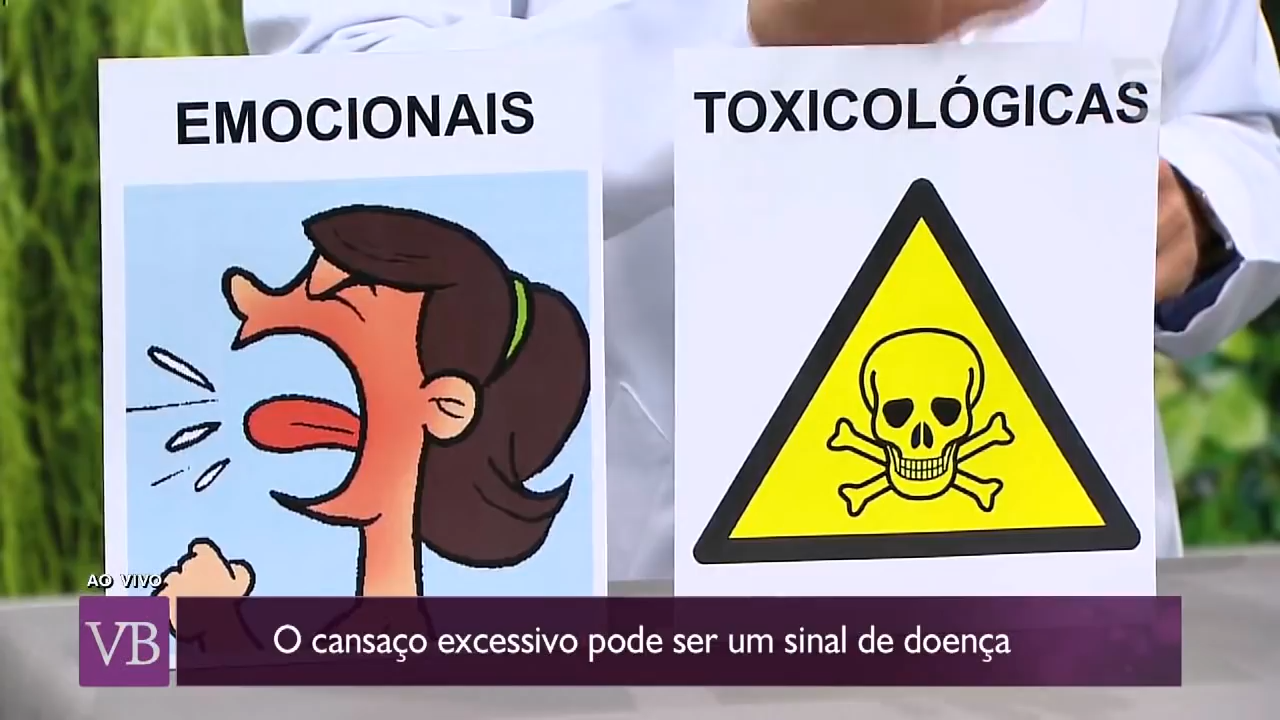 EMOCIONAIS
TOXICOLÓGICAS
AO VIVO
VB
O cansaço excessivo pode ser um sinal de doença